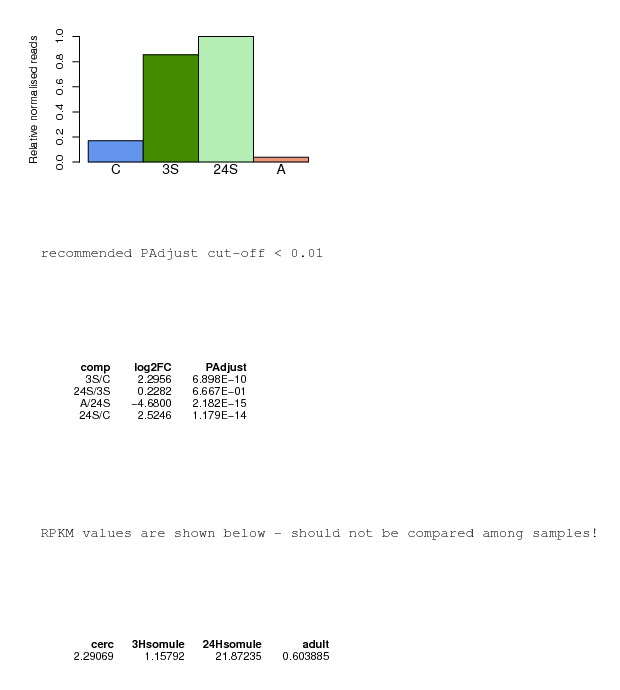 Relative normalised reads
1.0
0.8
0.6
0.4
0.2
0.0
C 3S 24S A
recommended PAdjust cut-off < 0.01
comp log2FC PAdjust
3S/C 2.2956 6.898E−10
24S/3S 0.2282 6.667E−01
A/24S −4.6800 2.182E−15
24S/C 2.5246 1.179E−14
RPKM values are shown below - should not be compared among samples!
cerc 3Hsomule 24Hsomule adult
2.29069 1.15792 21.87235 0.603885